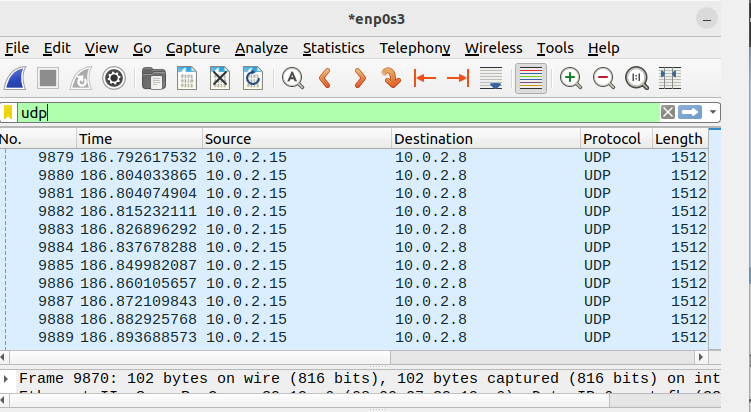 *enp0s3
File Edit View Go Capture Analyze Statistics Telephony Wireless Tools Help
udp
No. Time Source Destination Protocol Length
9879 186.792617532 10.0.2.15 10.0.2.8 UDP 1512
9880 186.804033865 10.0.2.15 10.0.2.8 UDP 1512
9881 186.804074904 10.0.2.15 10.0.2.8 UDP 1512
9882 186.815232111 10.0.2.15 10.0.2.8 UDP 1512
9883 186.826896292 10.0.2.15 10.0.2.8 UDP 1512
9884 186.837678288 10.0.2.15 10.0.2.8 UDP 1512
9885 186.849982087 10.0.2.15 10.0.2.8 UDP 1512
9886 186.860105657 10.0.2.15 10.0.2.8 UDP 1512
9887 186.872109843 10.0.2.15 10.0.2.8 UDP 1512
9888 186.882925768 10.0.2.15 10.0.2.8 UDP 1512
9889 186.893688573 10.0.2.15 10.0.2.8 UDP 1512
Frame 9870: 102 bytes on wire (816 bits), 102 bytes captured (816 bits) on int